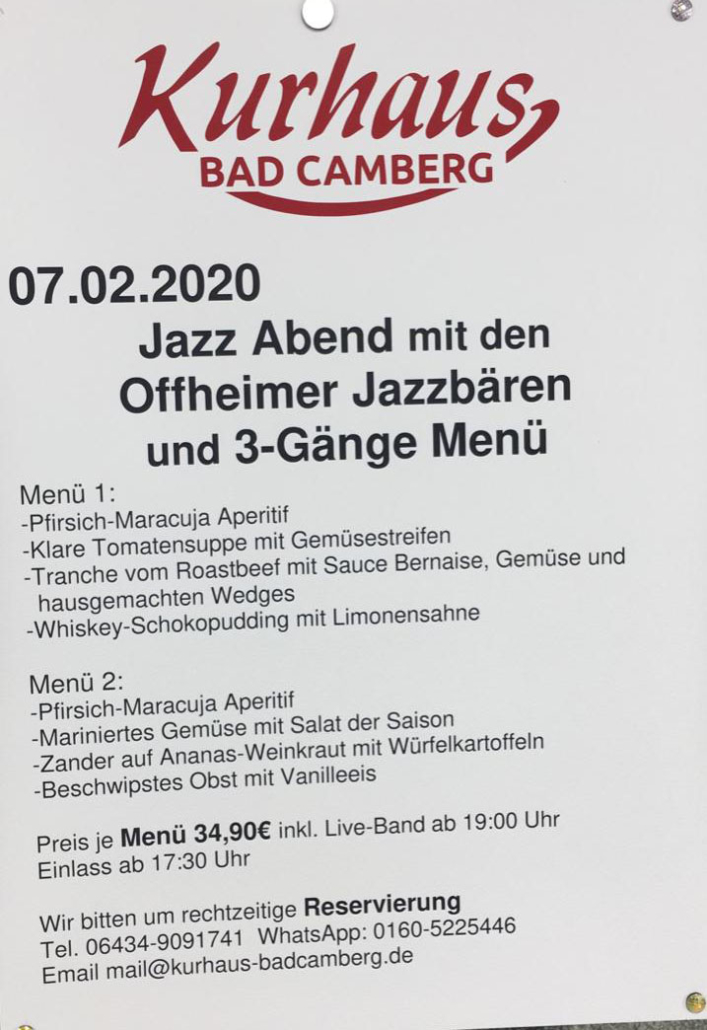 Kurhaus
BAD CAMBERG
07.02.2020
Jazz Abend mit den
Offheimer Jazzbären
und 3-Gänge Menü
Menü 1:
-Pfirsich-Maracuja Aperitif
-Klare Tomatensuppe mit Gemüsestreifen
-Tranche vom Roastbeef mit Sauce Bernaise, Gemüse und
hausgemachten Wedges
-Whiskey-Schokopudding mit Limonensahne
Menü 2:
-Pfirsich-Maracuja Aperitif
-Mariniertes Gemüse mit Salat der Saison
-Zander auf Ananas-Weinkraut mit Würfelkartoffeln
-Beschwipstes Obst mit Vanilleeis
Preis je Menü 34,90€ inkl. Live-Band ab 19:00 Uhr
Einlass ab 17:30 Uhr
Wir bitten um rechtzeitige Reservierung
Tel. 06434-9091741 WhatsApp: 0160-5225446
Email mail@kurhaus-badcamberg.de